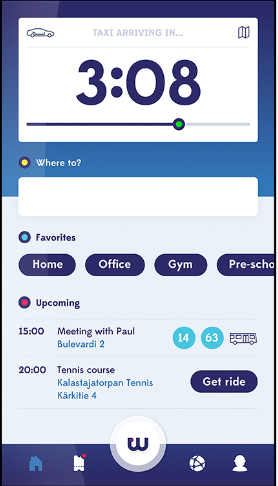 TAXI ARRIVING IN...
3:08
Where to?
Favorites
Home Office Gym Pre-scho
Upcoming
15:00 Meeting with Paul 14 63
Bulevardi 2
20:00 Tennis course
Kalastajatorpan Tennis
Kärkitie 4
Get ride
w